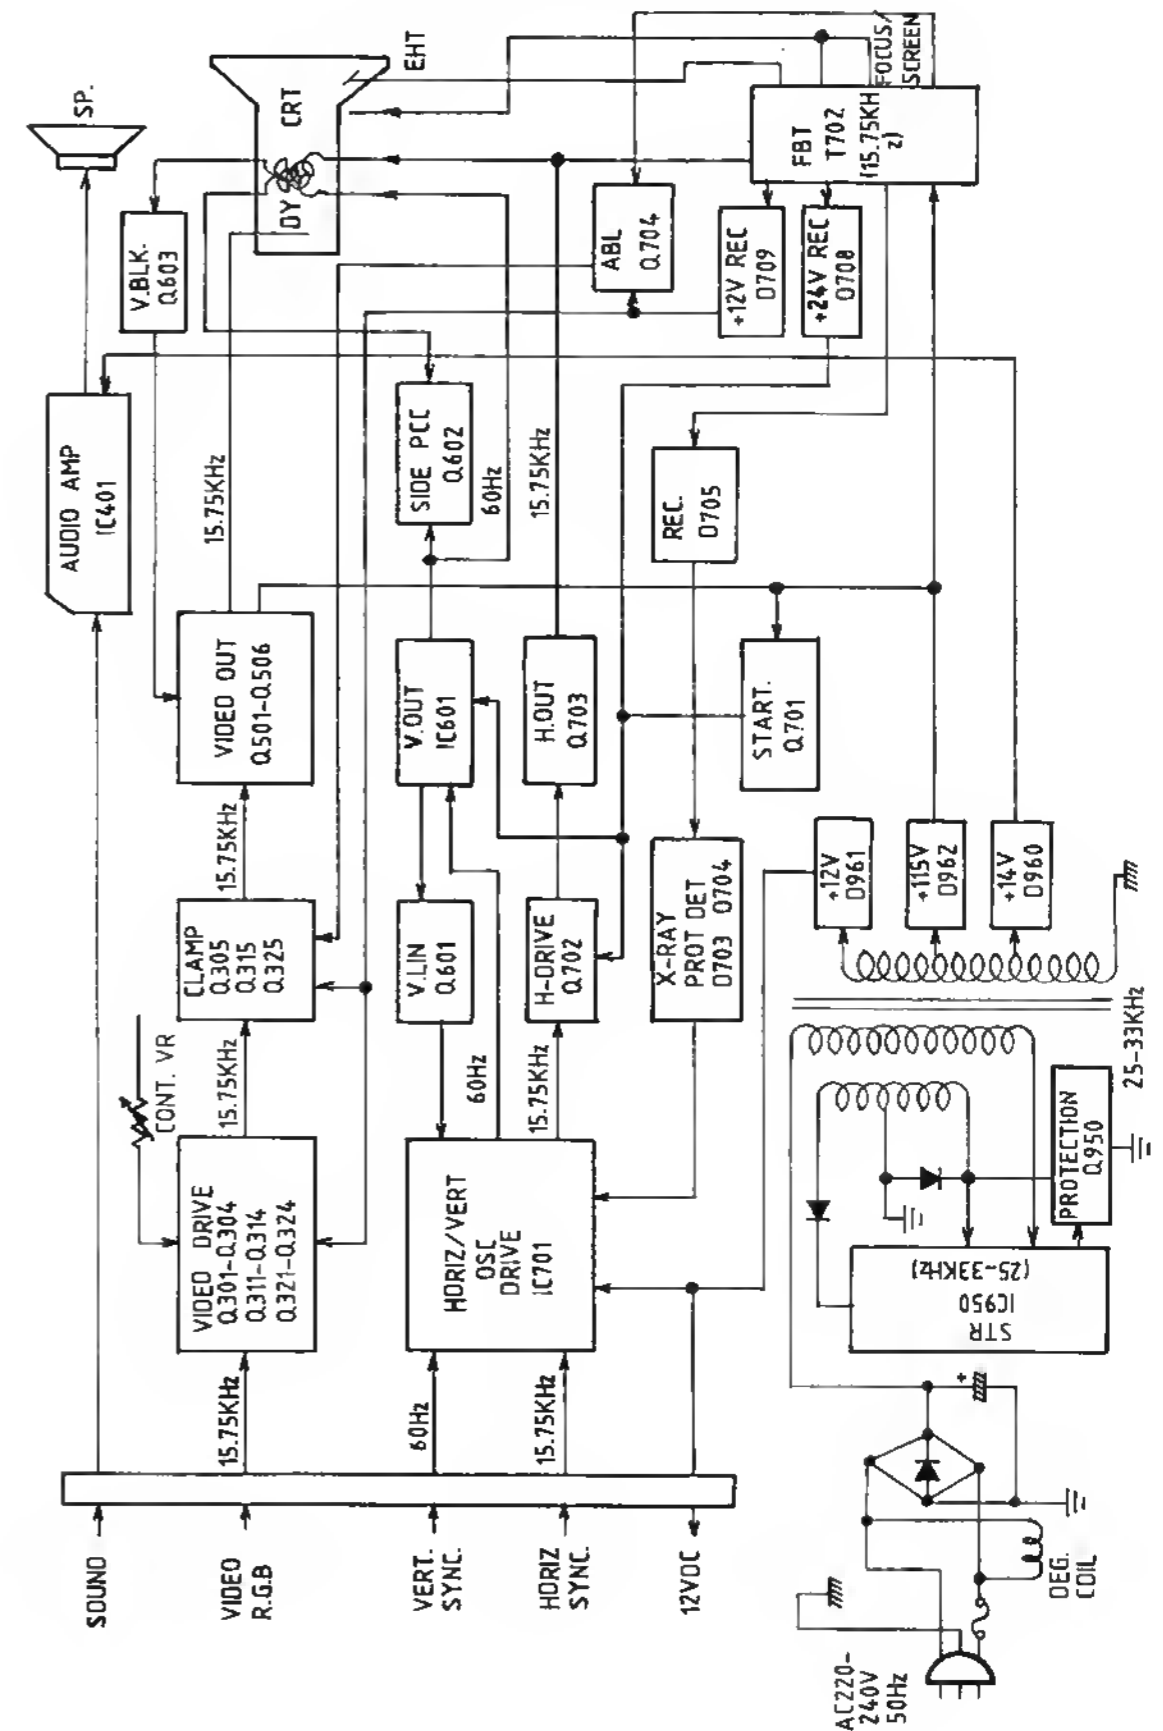 SOUND
VIDEO
R.G.B
VERT.
SYNC.
HORIZ
SYNC.
12VDC
AC220-
240V
50Hz
15.75KHz
60Hz
15.75KHz
DEG.
COIL
VIDEO DRIVE
Q301-Q304
Q311-Q314
Q321-Q324
CONT. VR
HORIZ/VERT
OSC
DRIVE
IC701
STR
IC950
(25-33KHz)
PROTECTION
Q950
25-33KHz
15.75KHz
60Hz
15.75KHz
CLAMP
Q305
Q315
Q325
V.LIN
Q601
H-DRIVE
Q702
X-RAY
PROT DET
D703 D704
+12V
D961
+115V
D962
+14V
D960
15.75KHz
VIDEO OUT
Q501-Q506
V.OUT
IC601
H.OUT
Q703
START.
Q701
AUDIO AMP
IC401
15.75KHz
SIDE PCC
Q602
60Hz
15.75KHz
REC.
D705
V.BLK.
Q603
ABL
Q704
+12V REC
D709
+24V REC
D708
SP.
CRT
DY
EHT
FBT
T702
(15.75KH
z)
FOCUS/
SCREEN
+